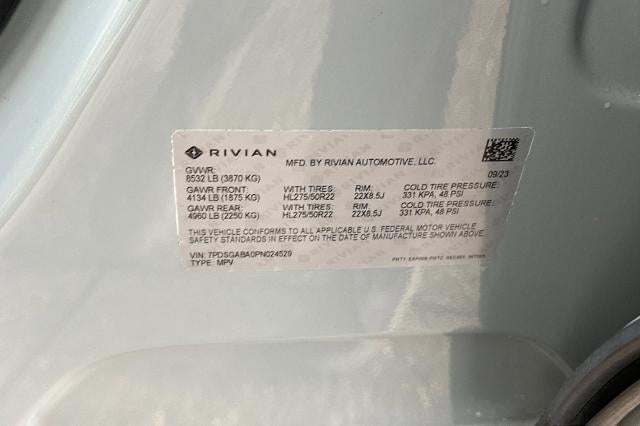 RIVIAN
MFD. BY RIVIAN AUTOMOTIVE, LLC.
09/23
GVWR:
8532 LB (3870 KG)
GAWR FRONT: WITH TIRES: RIM: COLD TIRE PRESSURE:
4134 LB (1875 KG) HL275/50R22 22X8.5J 331 KPA, 48 PSI
GAWR REAR: WITH TIRES: RIM: COLD TIRE PRESSURE:
4960 LB (2250 KG) HL275/50R22 22X8.5J 331 KPA, 48 PSI
THIS VEHICLE CONFORMS TO ALL APPLICABLE U.S. FEDERAL MOTOR VEHICLE
SAFETY STANDARDS IN EFFECT ON THE DATE OF MANUFACTURE SHOWN ABOVE.
VIN: 7PDSGABA0PN024529
TYPE: MPV